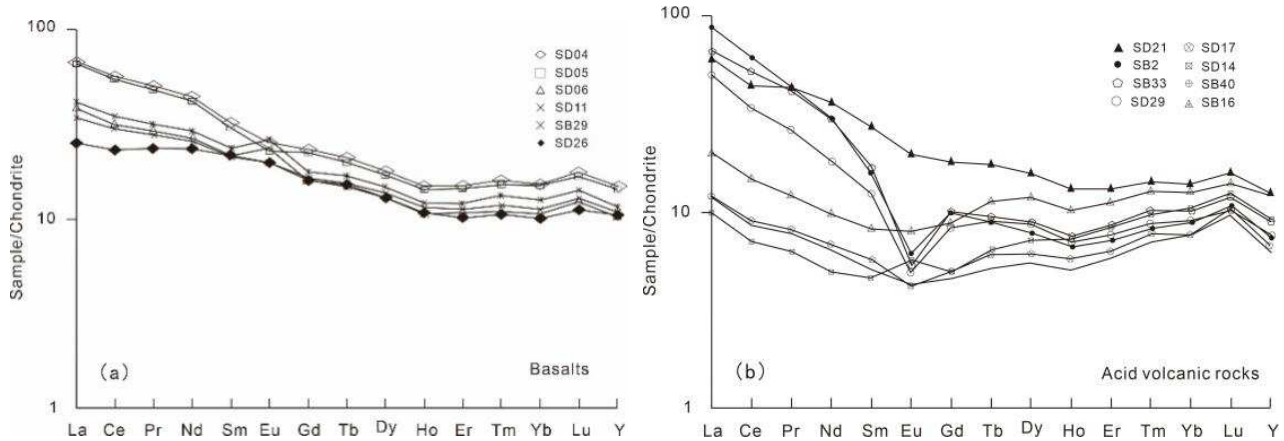 100
10
1
Sample/Chondrite
SD04
SD05
SD06
SD11
SB29
SD26
(a)
Basalts
La Ce Pr Nd Sm Eu Gd Tb Dy Ho Er Tm Yb Lu Y
100
10
1
Sample/Chondrite
SD21 SD17
SB2 SD14
SB33 SB40
SD29 SB16
(b)
Acid volcanic rocks
La Ce Pr Nd Sm Eu Gd Tb Dy Ho Er Tm Yb Lu Y